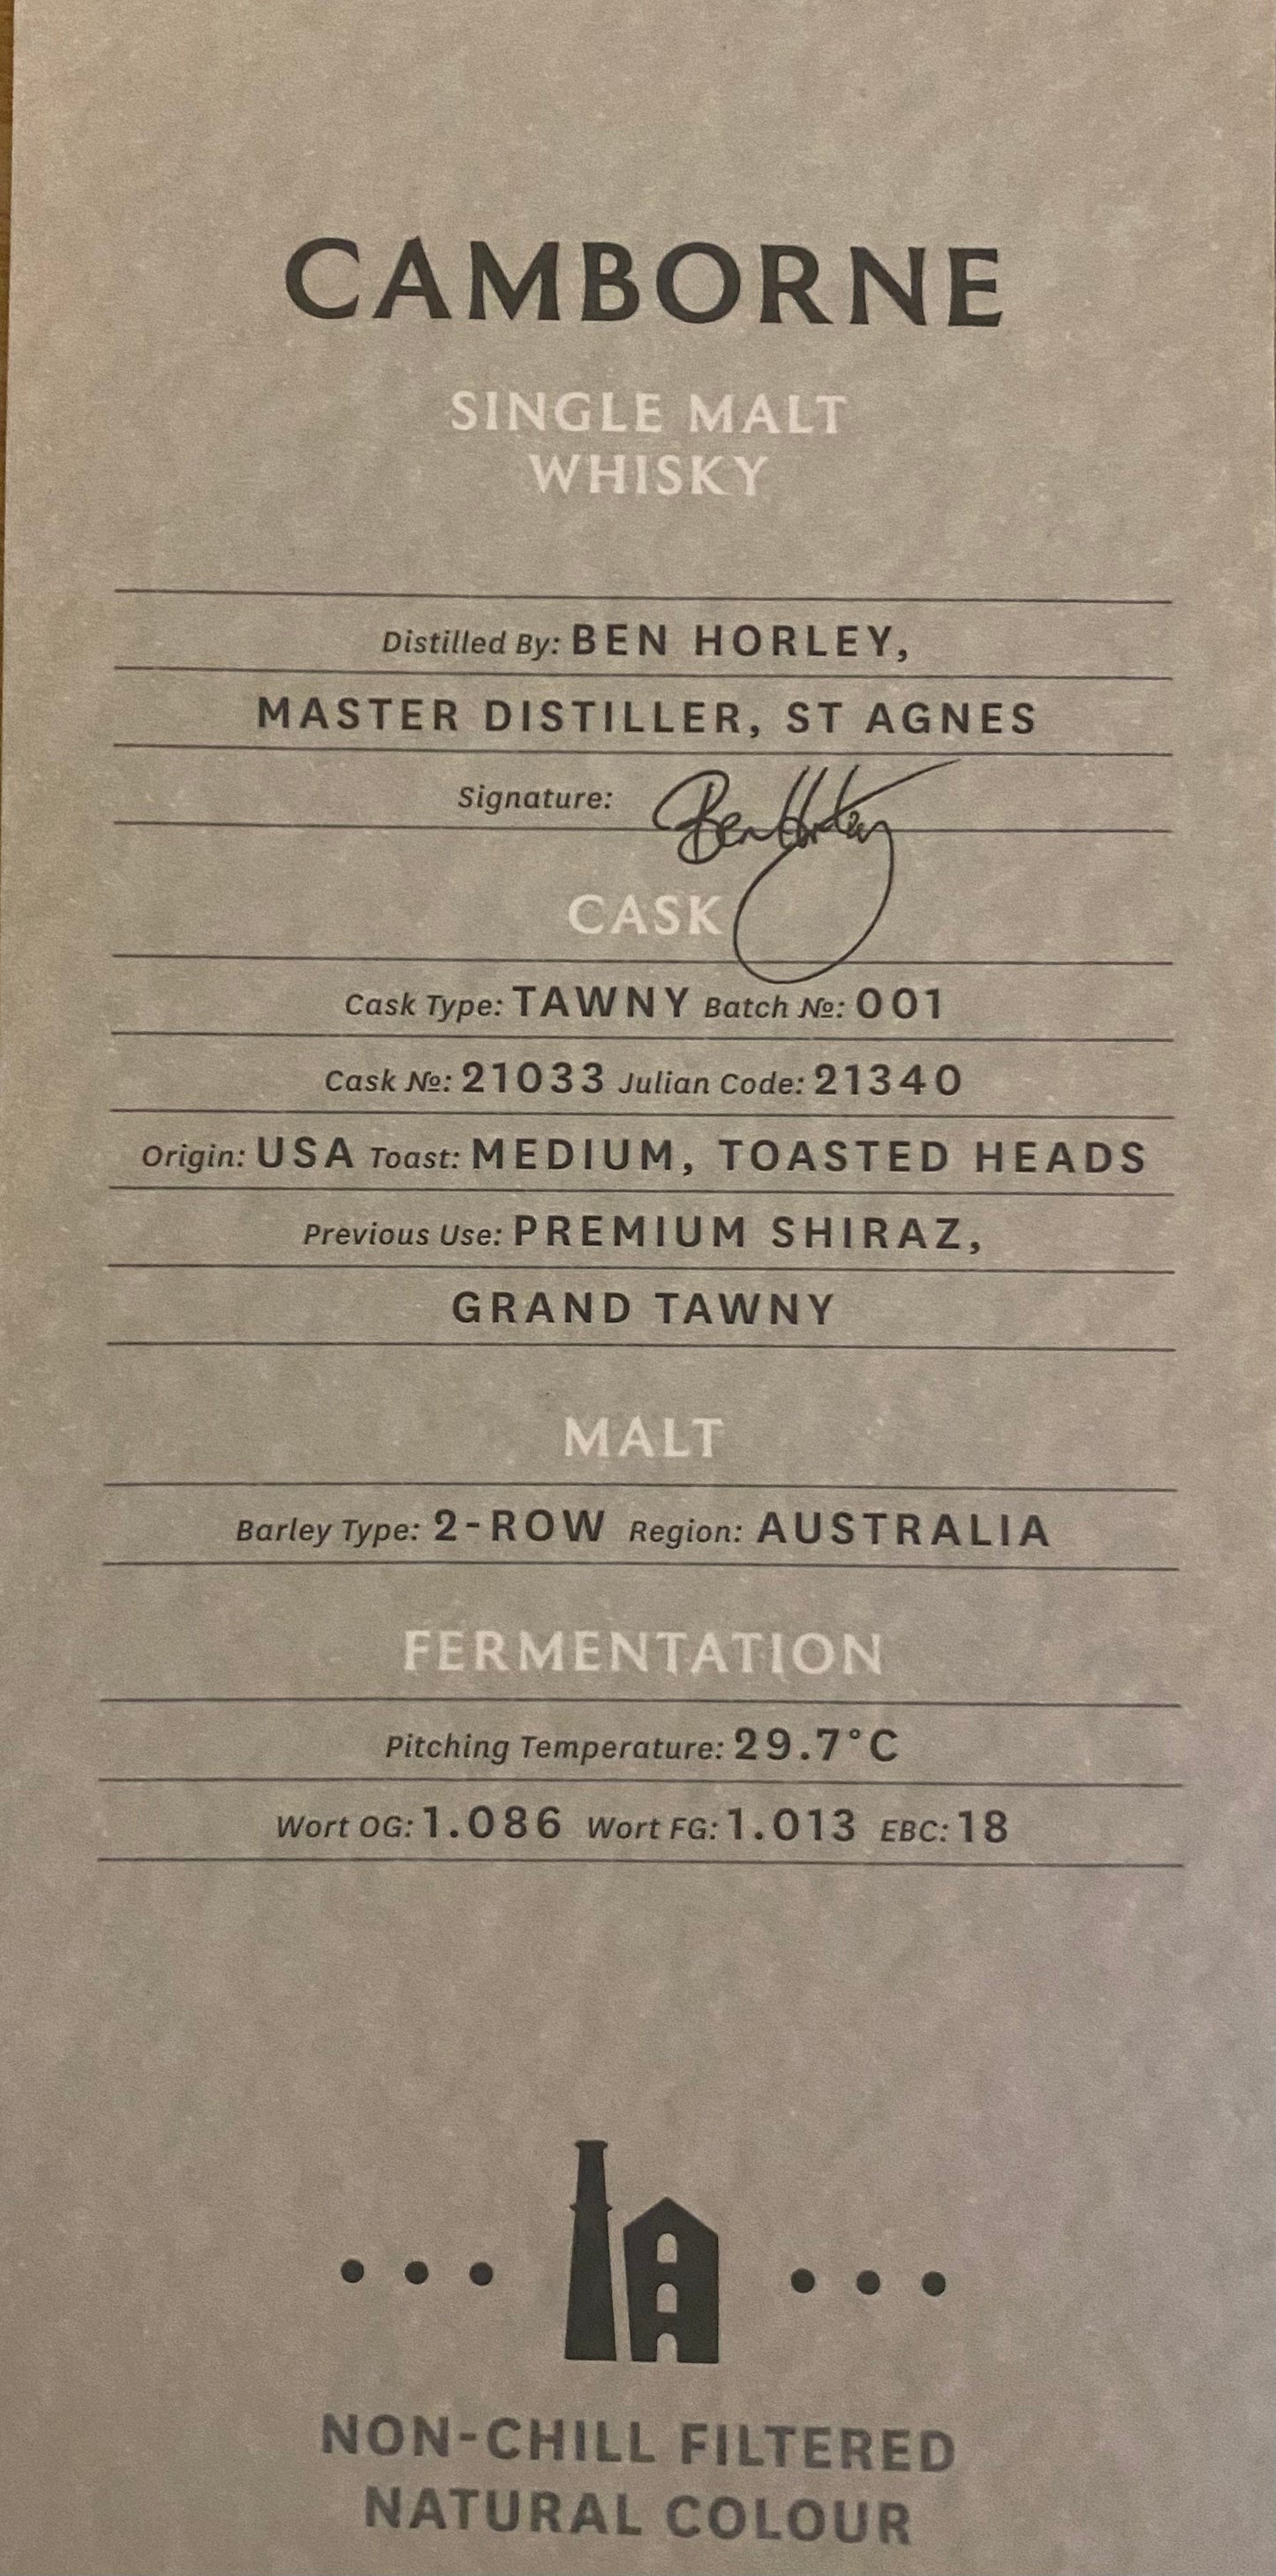 CAMBORNE
SINGLE MALT
WHISKY
Distilled By: BEN HORLEY,
MASTER DISTILLER, ST AGNES
Signature: Ben Horley
CASK
Cask Type: TAWNY Batch №: 001
Cask №: 21033 Julian Code: 21340
Origin: USA Toast: MEDIUM, TOASTED HEADS
Previous Use: PREMIUM SHIRAZ,
GRAND TAWNY
MALT
Barley Type: 2-ROW Region: AUSTRALIA
FERMENTATION
Pitching Temperature: 29.7°C
Wort OG: 1.086 Wort FG: 1.013 EBC: 18
NON-CHILL FILTERED
NATURAL COLOUR